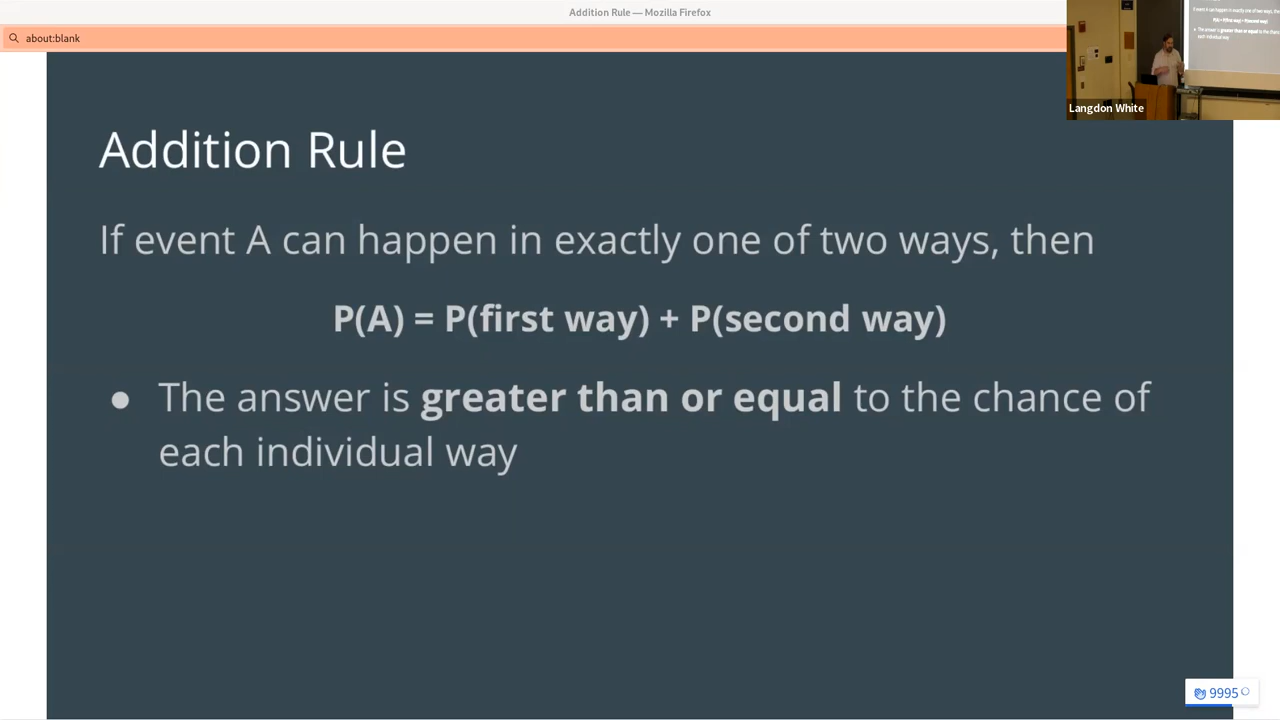 Addition Rule — Mozilla Firefox
about:blank
Langdon White
Addition Rule
If event A can happen in exactly one of two ways, then
P(A) = P(first way) + P(second way)
● The answer is greater than or equal to the chance of
each individual way
9995